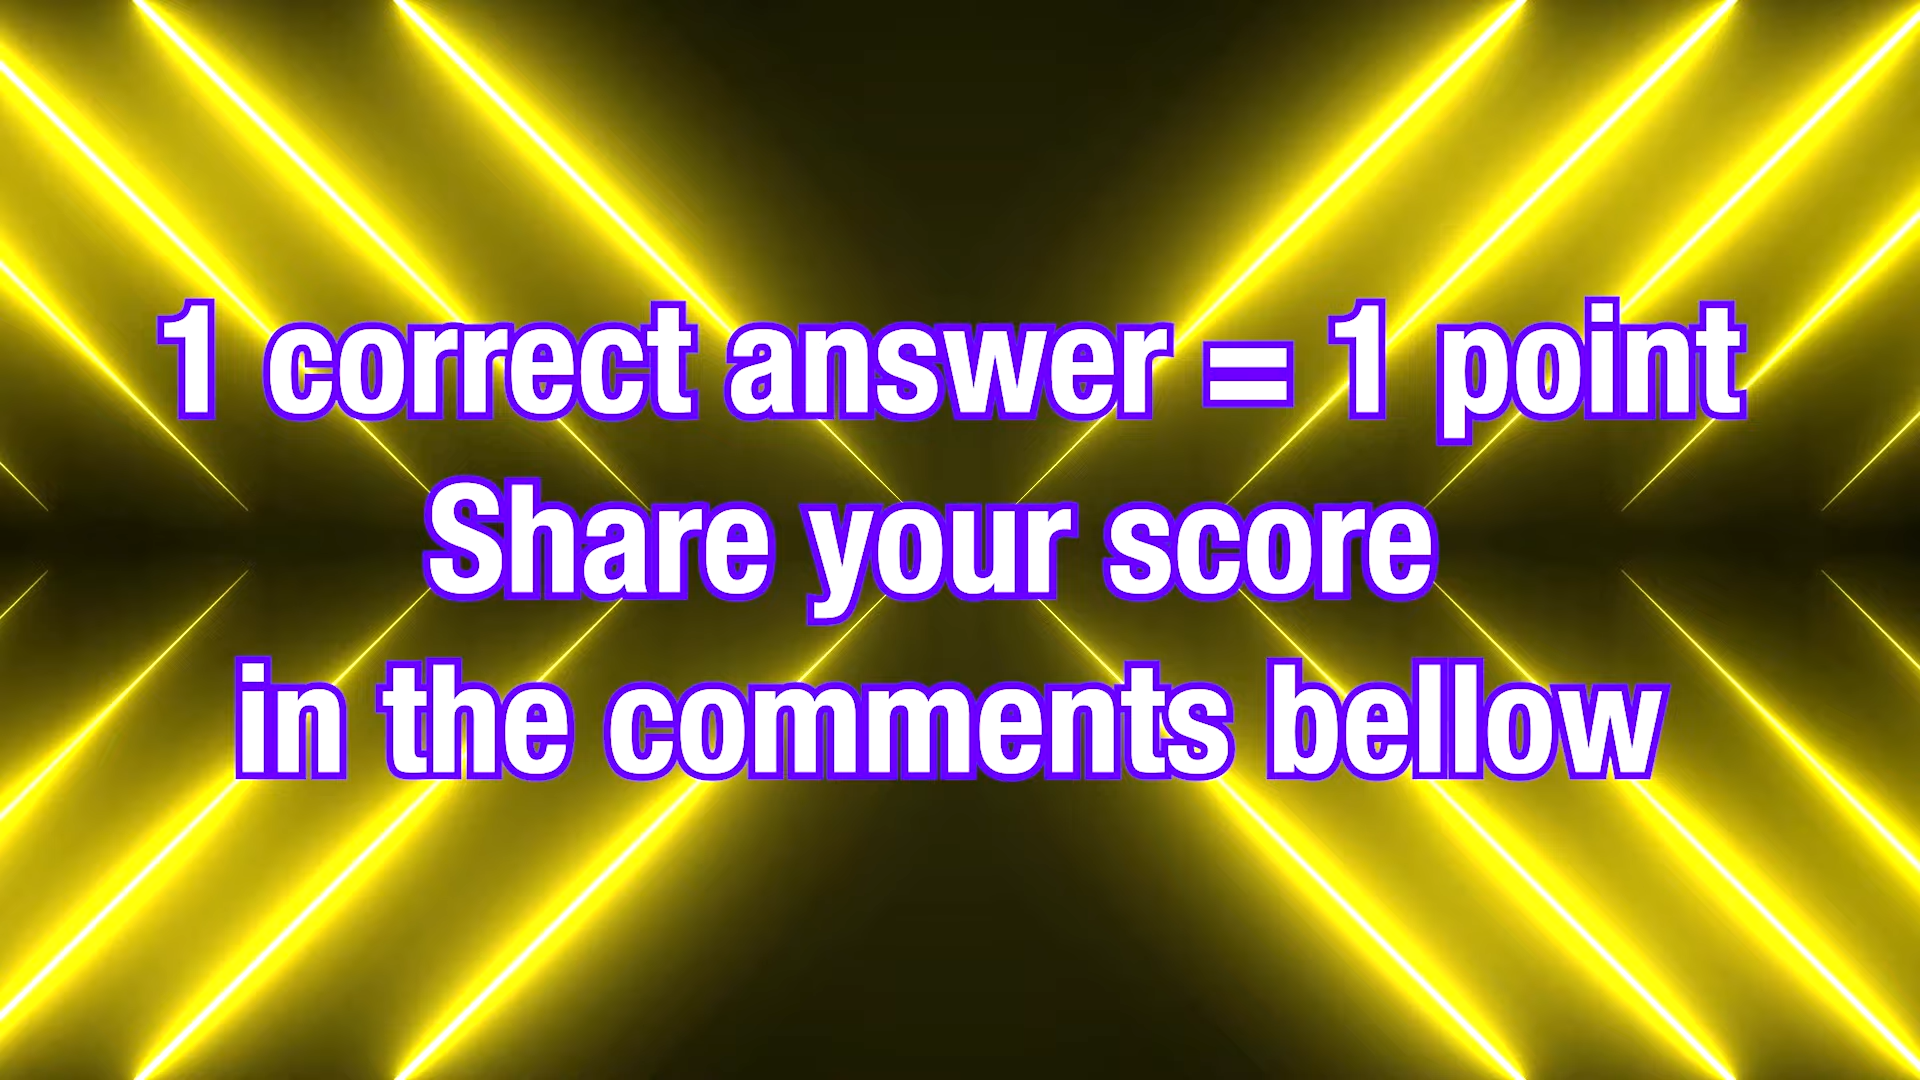 1 correct answer = 1 point
Share your score
in the comments bellow